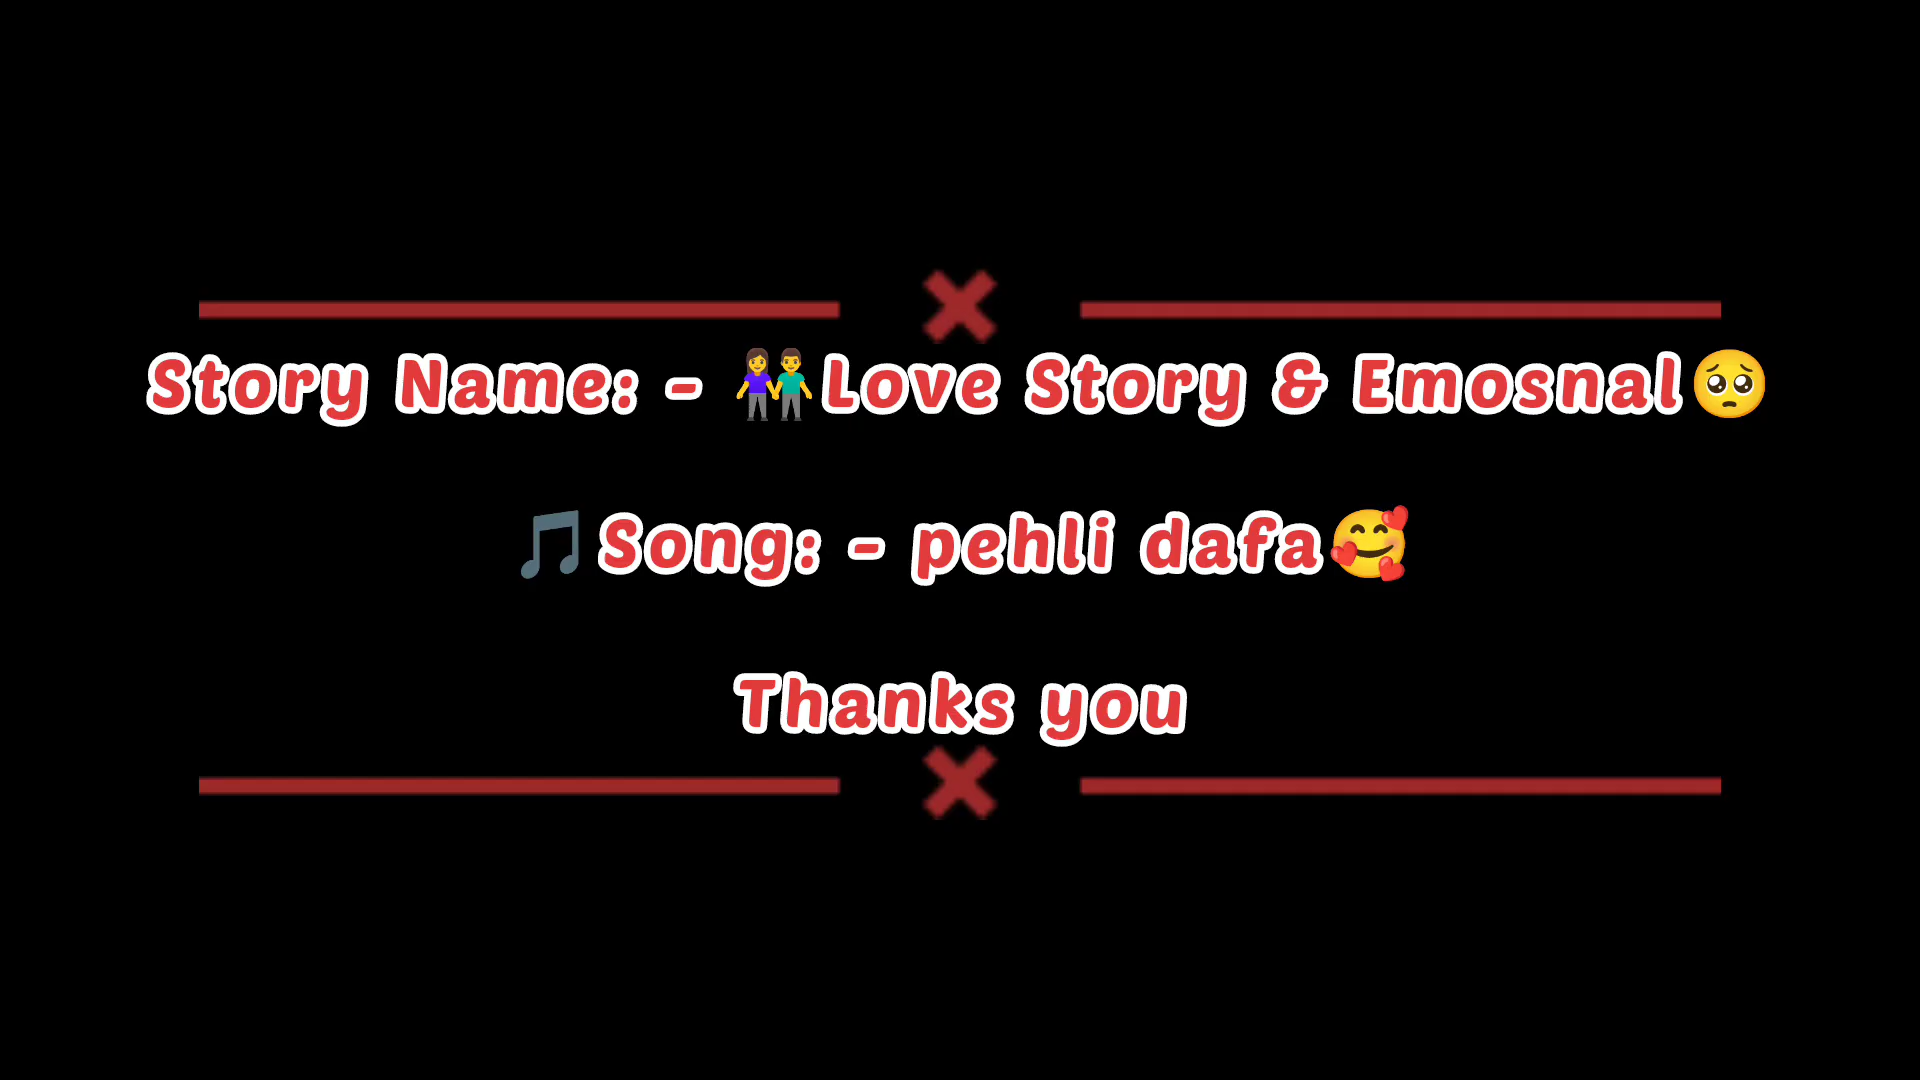 Story Name: - 👫Love Story & Emosnal🥺
🎵Song: - pehli dafa🥰
Thanks you